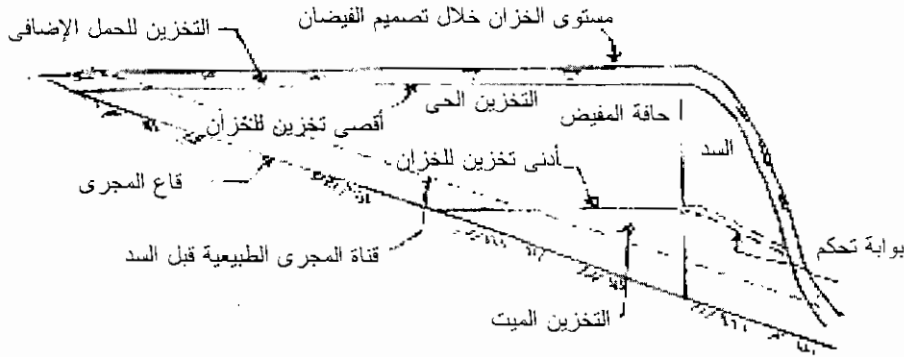 مستوى الخزان خلال تصميم الفيضان
التخزين للحمل الإضافى
التخزين الحى
حافة المفيض
أقصى تخزين للخزان
السد
أدنى تخزين للخزان
قاع المجرى
قناة المجرى الطبيعية قبل السد
بوابة تحكم
التخزين الميت